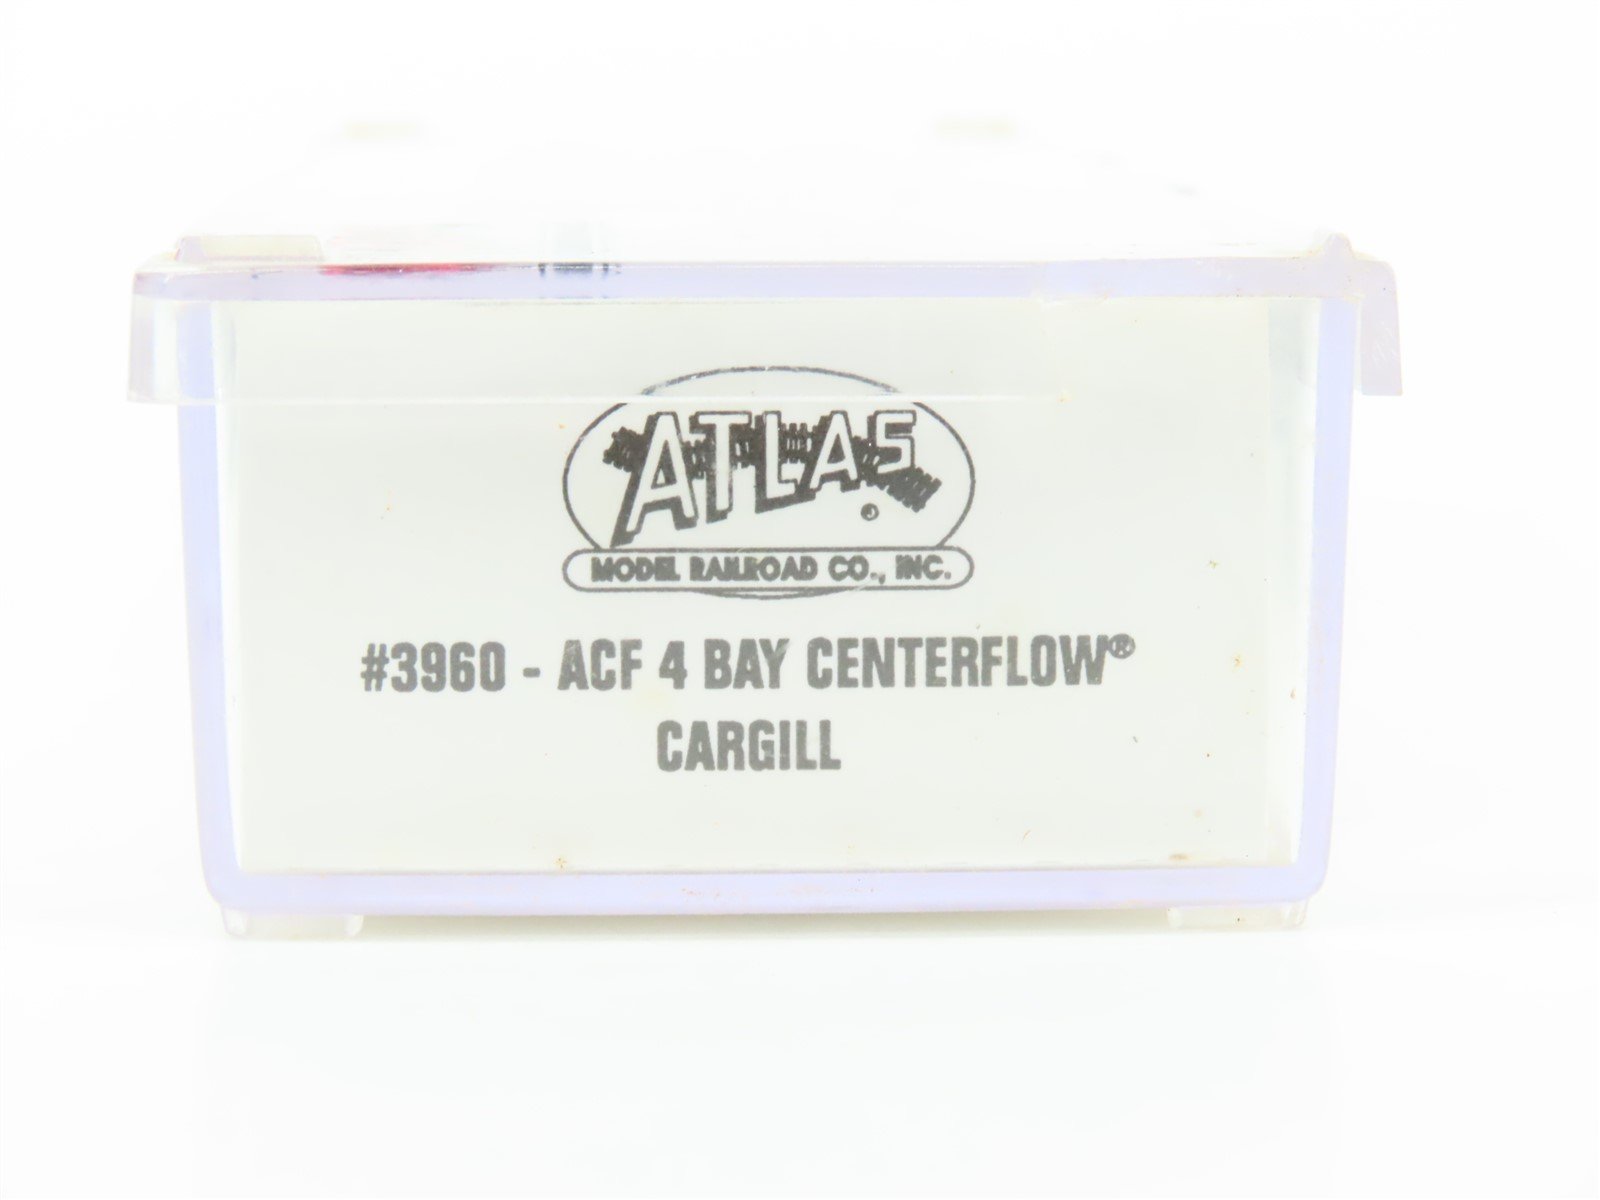 ATLAS ®
MODEL RAILROAD CO., INC.
#3960 - ACF 4 BAY CENTERFLOW®
CARGILL